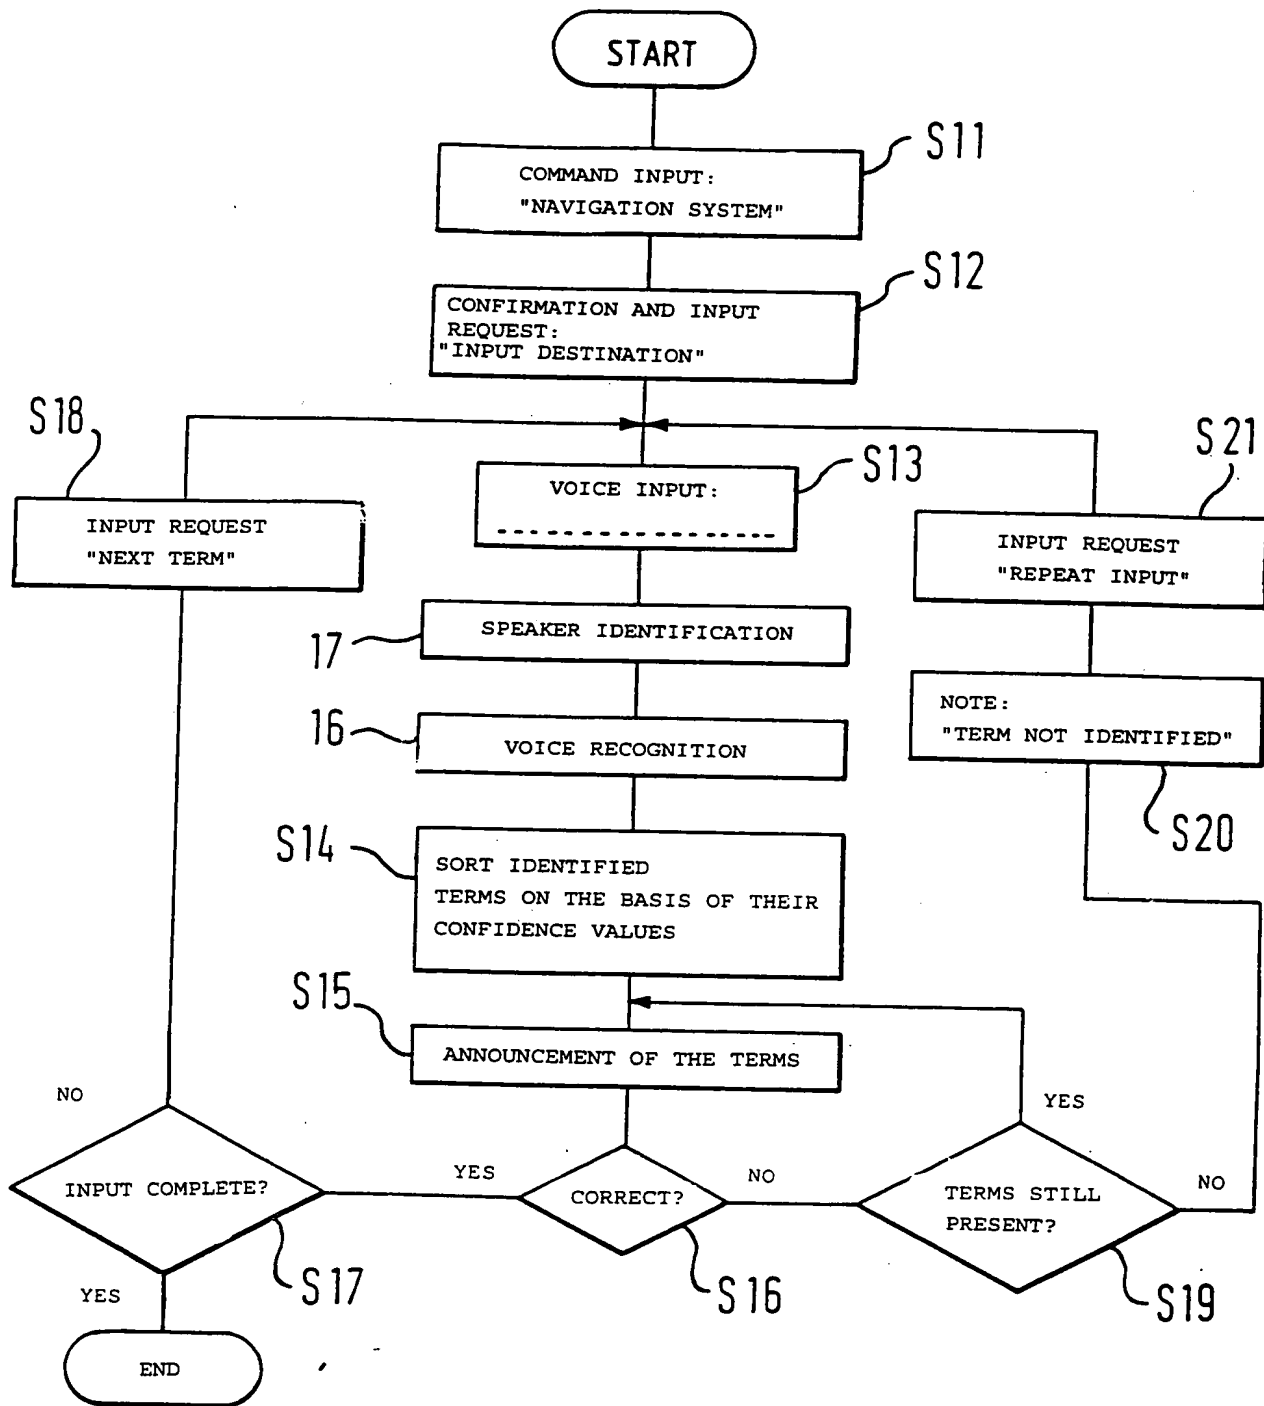 START
S11
COMMAND INPUT:
"NAVIGATION SYSTEM"
S12
CONFIRMATION AND INPUT
REQUEST:
"INPUT DESTINATION"
S18
INPUT REQUEST
"NEXT TERM"
S13
VOICE INPUT:
S21
INPUT REQUEST
"REPEAT INPUT"
17
SPEAKER IDENTIFICATION
16
VOICE RECOGNITION
NOTE:
"TERM NOT IDENTIFIED"
S20
S14
SORT IDENTIFIED
TERMS ON THE BASIS OF THEIR
CONFIDENCE VALUES
S15
ANNOUNCEMENT OF THE TERMS
NO
INPUT COMPLETE?
S17
YES
YES
CORRECT?
S16
NO
YES
TERMS STILL
PRESENT?
NO
S19
END